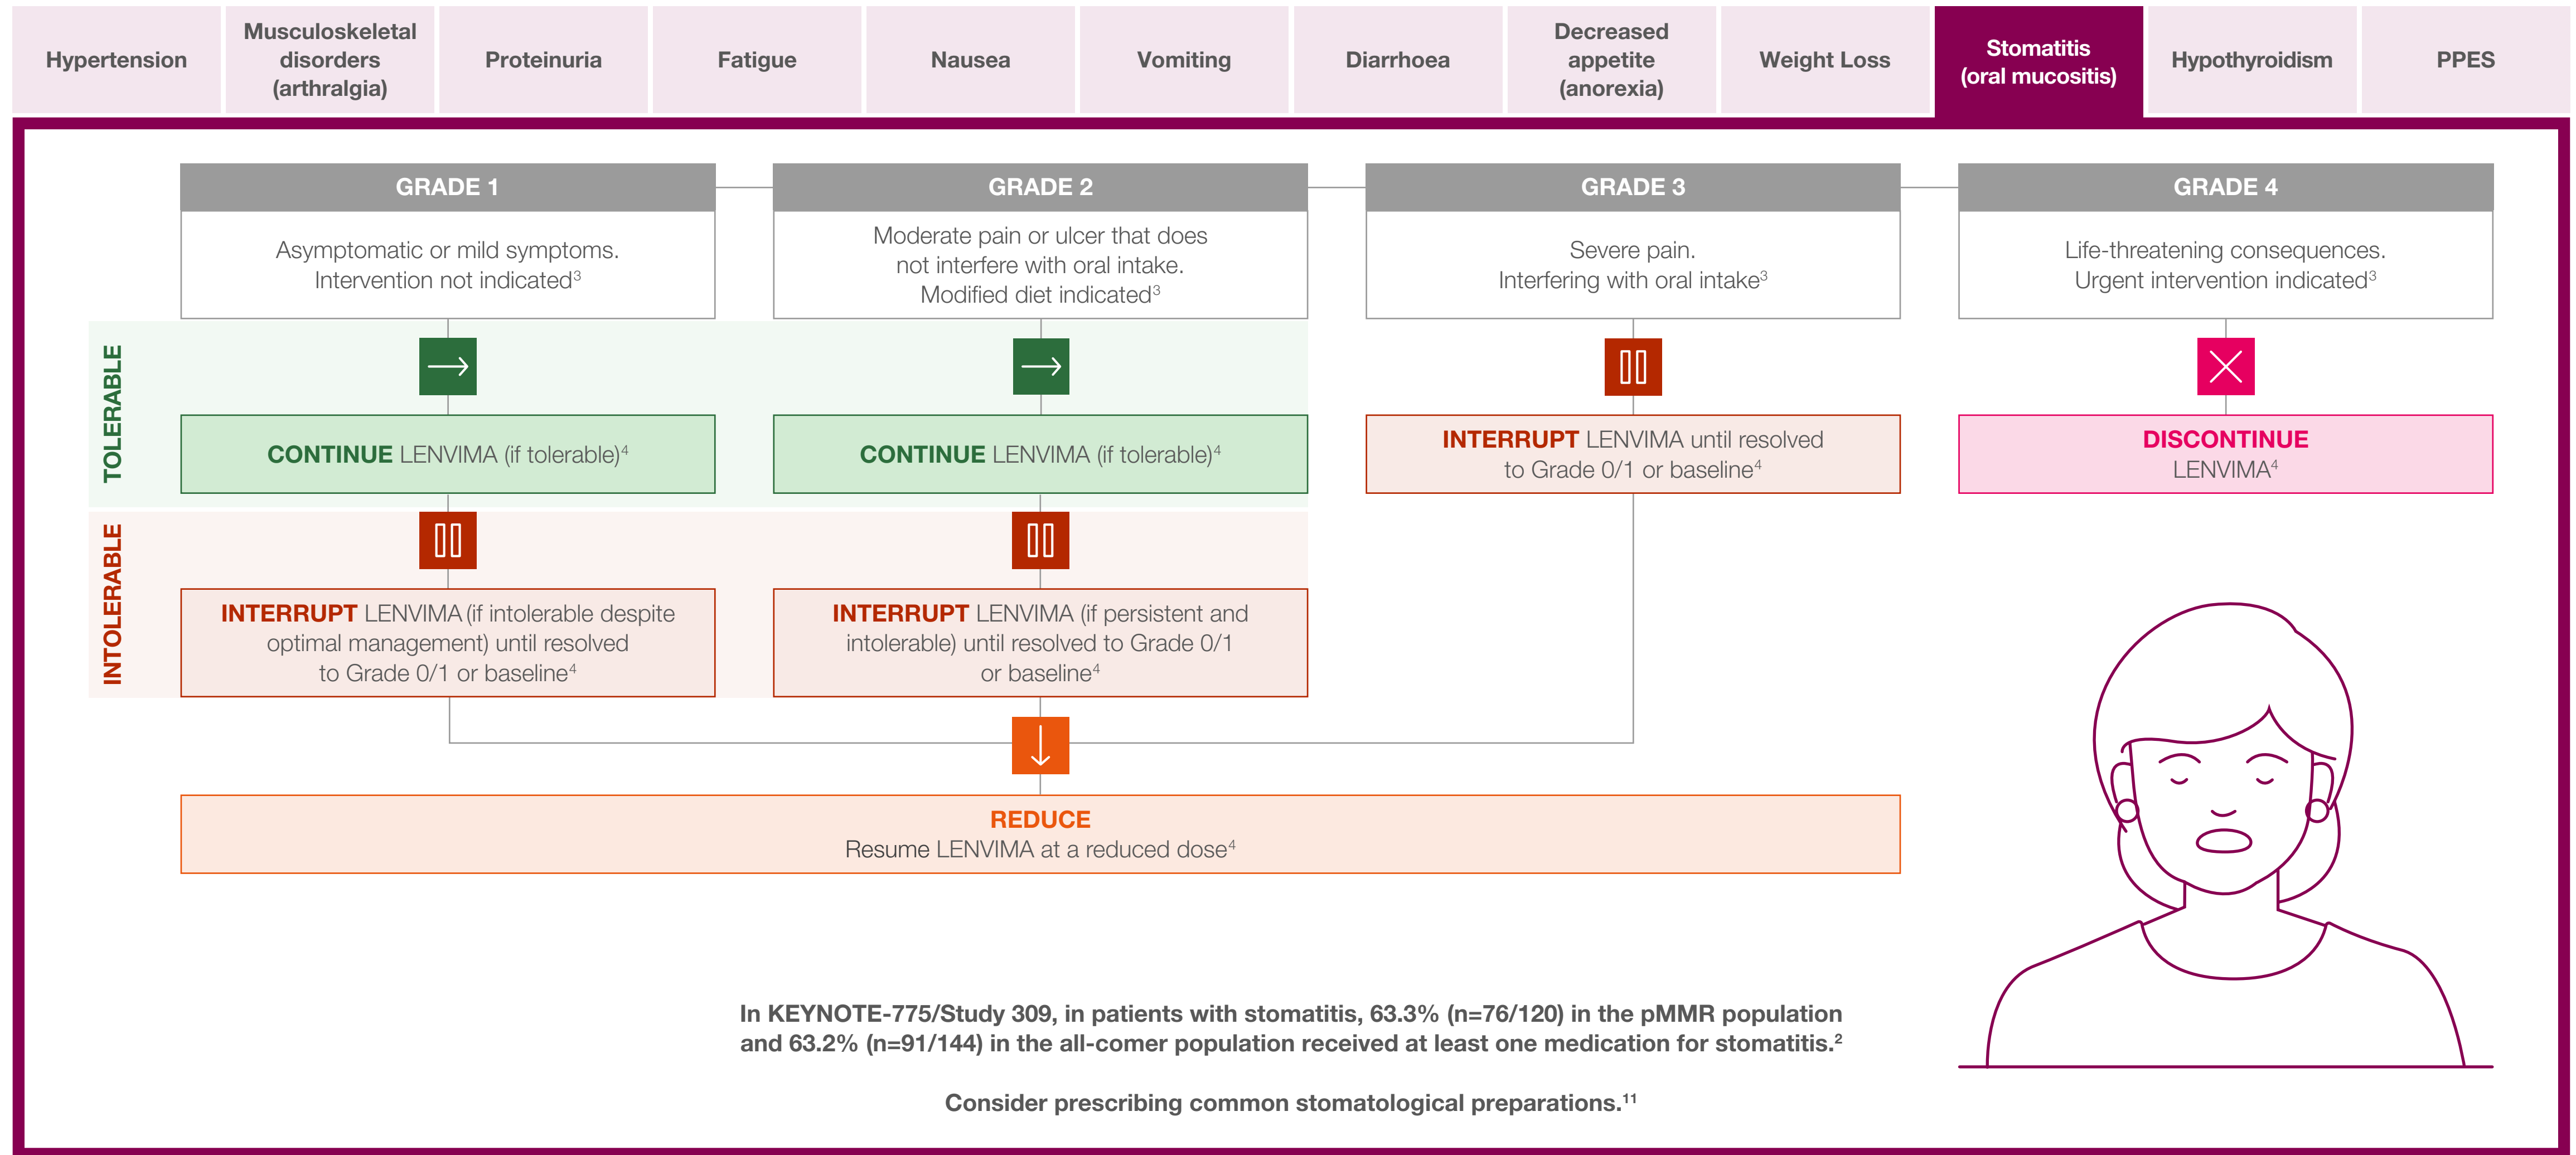 Hypertension
Musculoskeletal
disorders
(arthralgia)
Proteinuria
Fatigue
Nausea
Vomiting
Diarrhoea
Decreased
appetite
(anorexia)
Weight Loss
Stomatitis
(oral mucositis)
Hypothyroidism
PPES
GRADE 1
Asymptomatic or mild symptoms.
Intervention not indicated³
GRADE 2
Moderate pain or ulcer that does
not interfere with oral intake.
Modified diet indicated³
GRADE 3
Severe pain.
Interfering with oral intake³
GRADE 4
Life-threatening consequences.
Urgent intervention indicated³
TOLERABLE
CONTINUE LENVIMA (if tolerable)⁴
CONTINUE LENVIMA (if tolerable)⁴
INTERRUPT LENVIMA until resolved
to Grade 0/1 or baseline⁴
DISCONTINUE
LENVIMA⁴
INTOLERABLE
INTERRUPT LENVIMA (if intolerable despite
optimal management) until resolved
to Grade 0/1 or baseline⁴
INTERRUPT LENVIMA (if persistent and
intolerable) until resolved to Grade 0/1
or baseline⁴
REDUCE
Resume LENVIMA at a reduced dose⁴
In KEYNOTE-775/Study 309, in patients with stomatitis, 63.3% (n=76/120) in the pMMR population
and 63.2% (n=91/144) in the all-comer population received at least one medication for stomatitis.²
Consider prescribing common stomatological preparations.¹¹